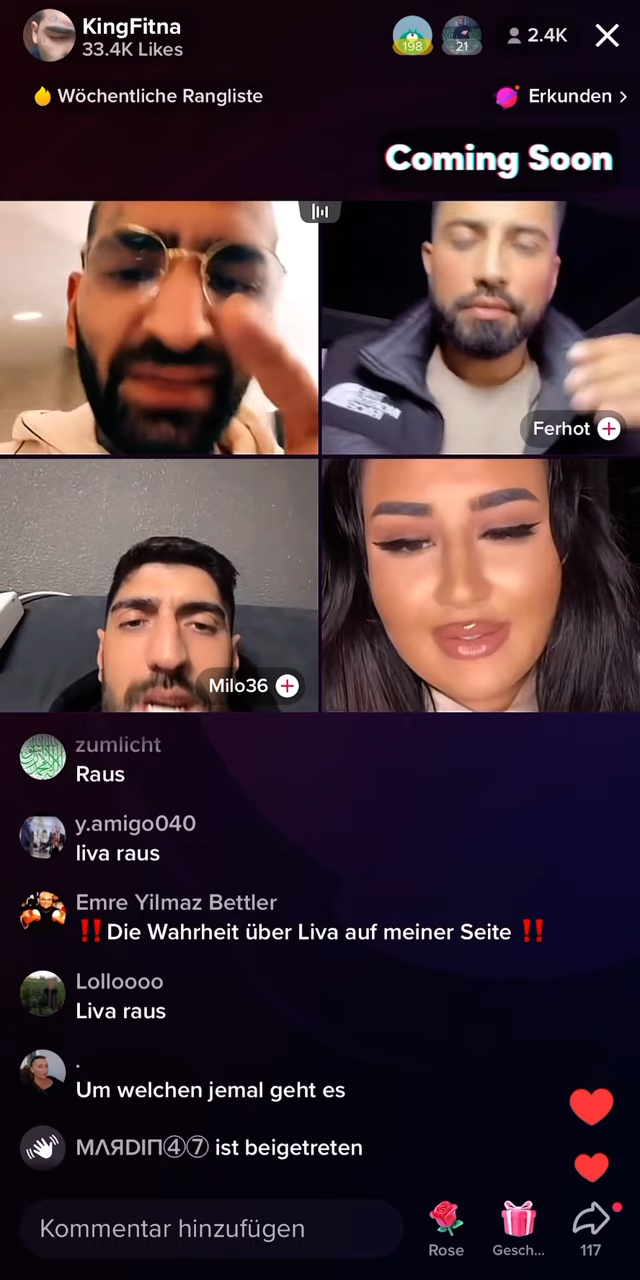 KingFitna
33.4K Likes
198
21
2.4K
Wöchentliche Rangliste
Erkunden
Coming Soon
Ferhot
Milo36
zumlicht
Raus
y.amigo040
liva raus
Emre Yilmaz Bettler
‼️Die Wahrheit über Liva auf meiner Seite ‼️
Lolloooo
Liva raus
.
Um welchen jemal geht es
MΛЯDIП④⑦ ist beigetreten
Kommentar hinzufügen
Rose
Gesch...
117